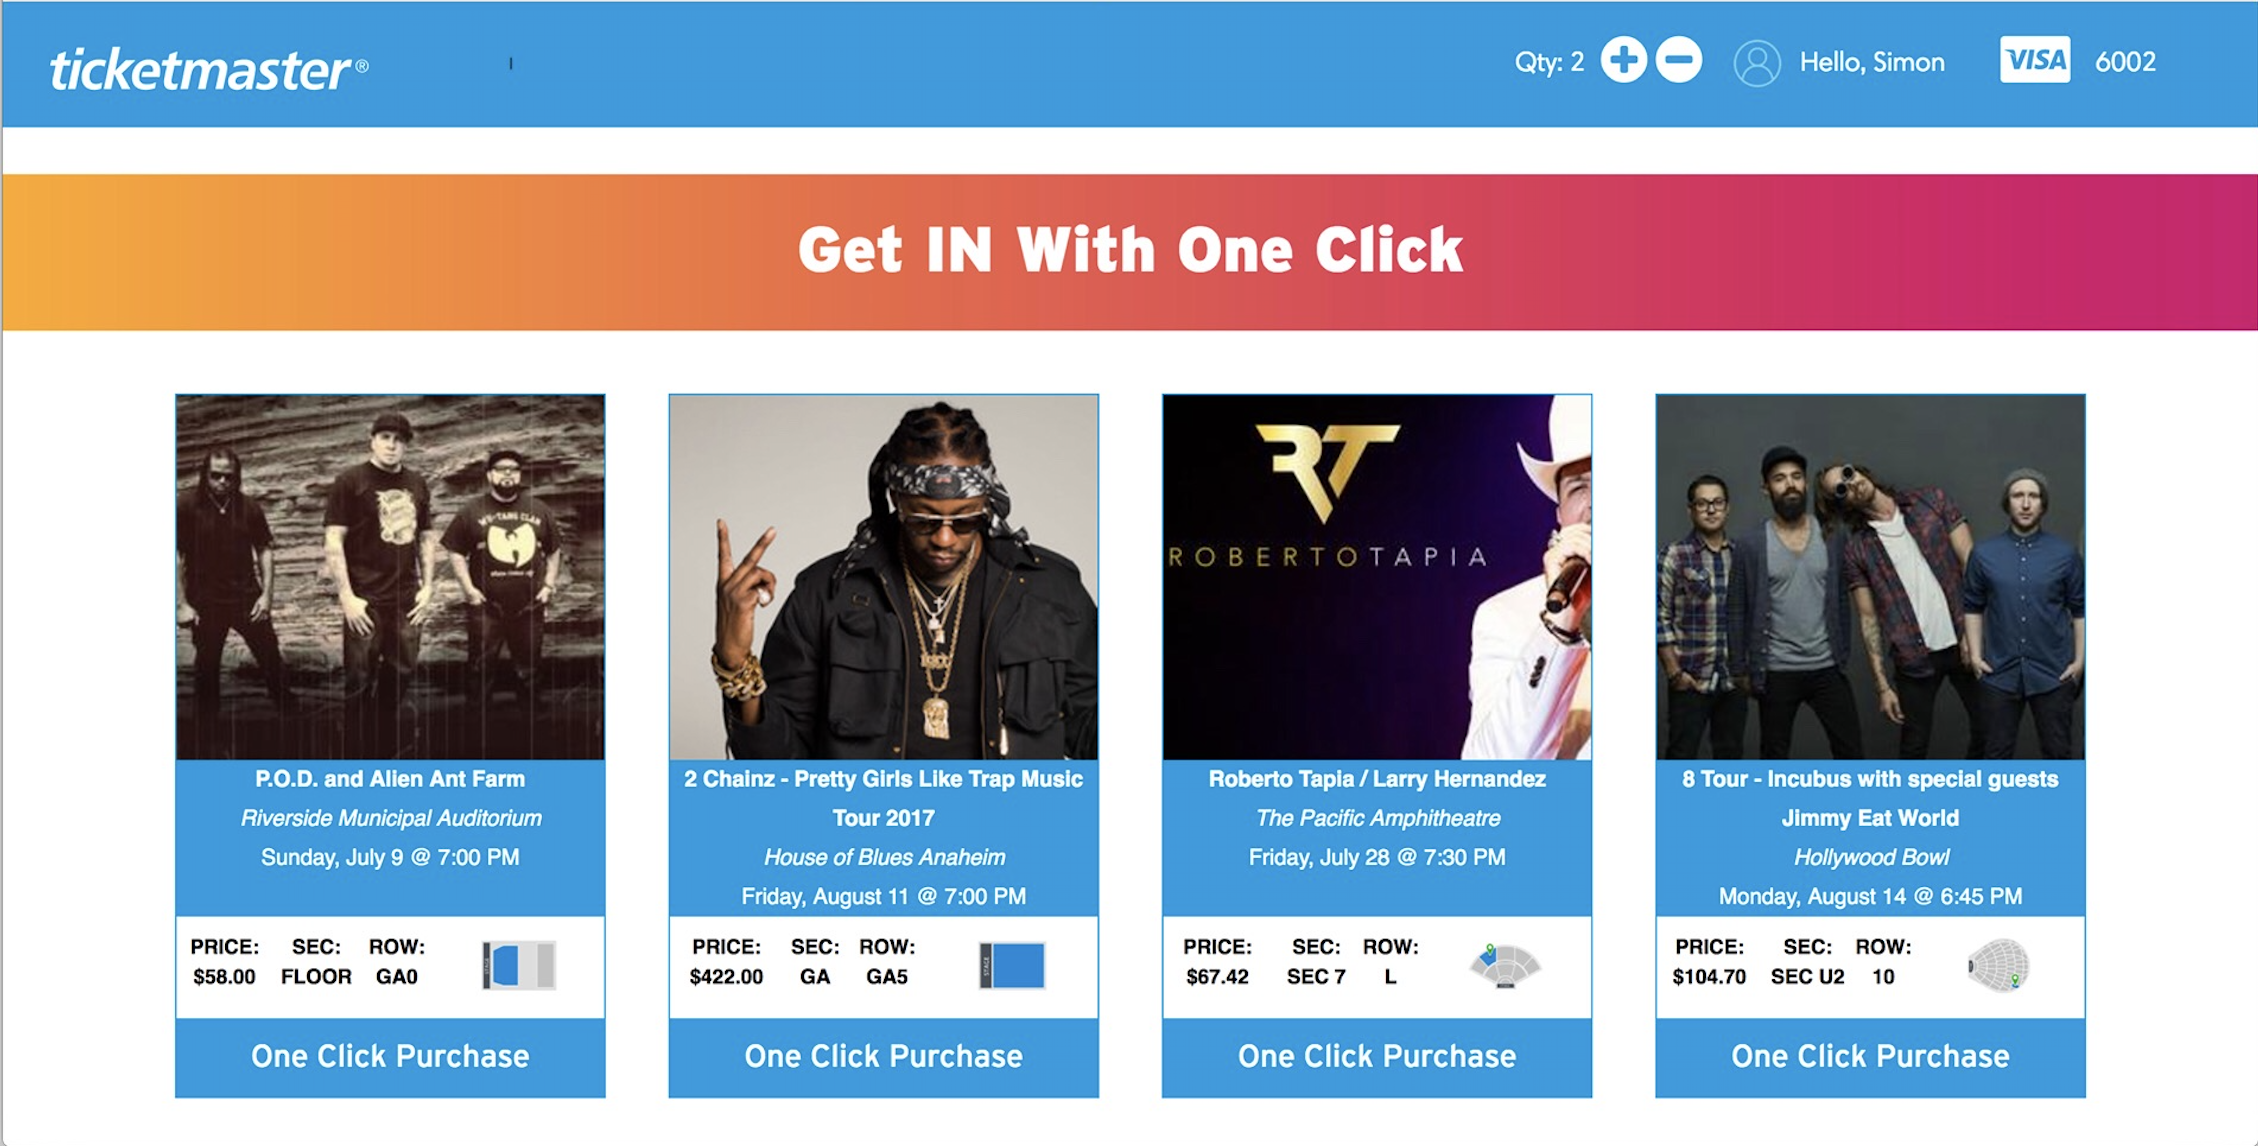 ticketmaster®
Qty: 2
Hello, Simon
VISA
6002
Get IN With One Click
RT
ROBERTOTAPIA
WU-TANG CLAN
P.O.D. and Alien Ant Farm
Riverside Municipal Auditorium
Sunday, July 9 @ 7:00 PM
PRICE: SEC: ROW:
$58.00 FLOOR GA0
STAGE
One Click Purchase
2 Chainz - Pretty Girls Like Trap Music
Tour 2017
House of Blues Anaheim
Friday, August 11 @ 7:00 PM
PRICE: SEC: ROW:
$422.00 GA GA5
STAGE
One Click Purchase
Roberto Tapia / Larry Hernandez
The Pacific Amphitheatre
Friday, July 28 @ 7:30 PM
PRICE: SEC: ROW:
$67.42 SEC 7 L
One Click Purchase
8 Tour - Incubus with special guests
Jimmy Eat World
Hollywood Bowl
Monday, August 14 @ 6:45 PM
PRICE: SEC: ROW:
$104.70 SEC U2 10
One Click Purchase